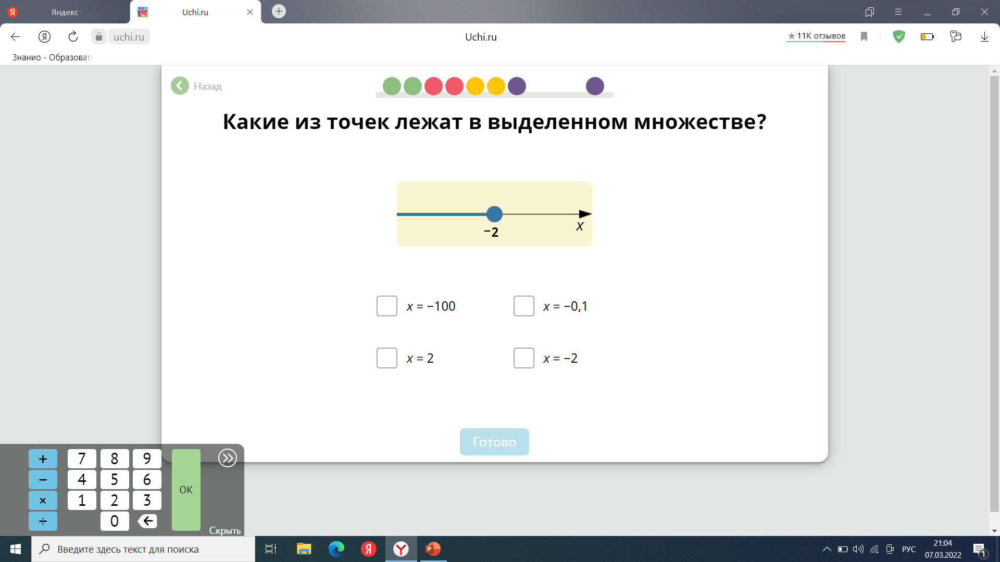 Яндекс
Uchi.ru
uchi.ru
Uchi.ru
★11K отзывов
Знанио - Образоват
Назад
Какие из точек лежат в выделенном множестве?
−2
x
x = −100
x = −0,1
x = 2
x = −2
Готово
+ 7 8 9
− 4 5 6
× 1 2 3
÷ 0
OK
Скрыть
Введите здесь текст для поиска
РУС
21:04
07.03.2022
1